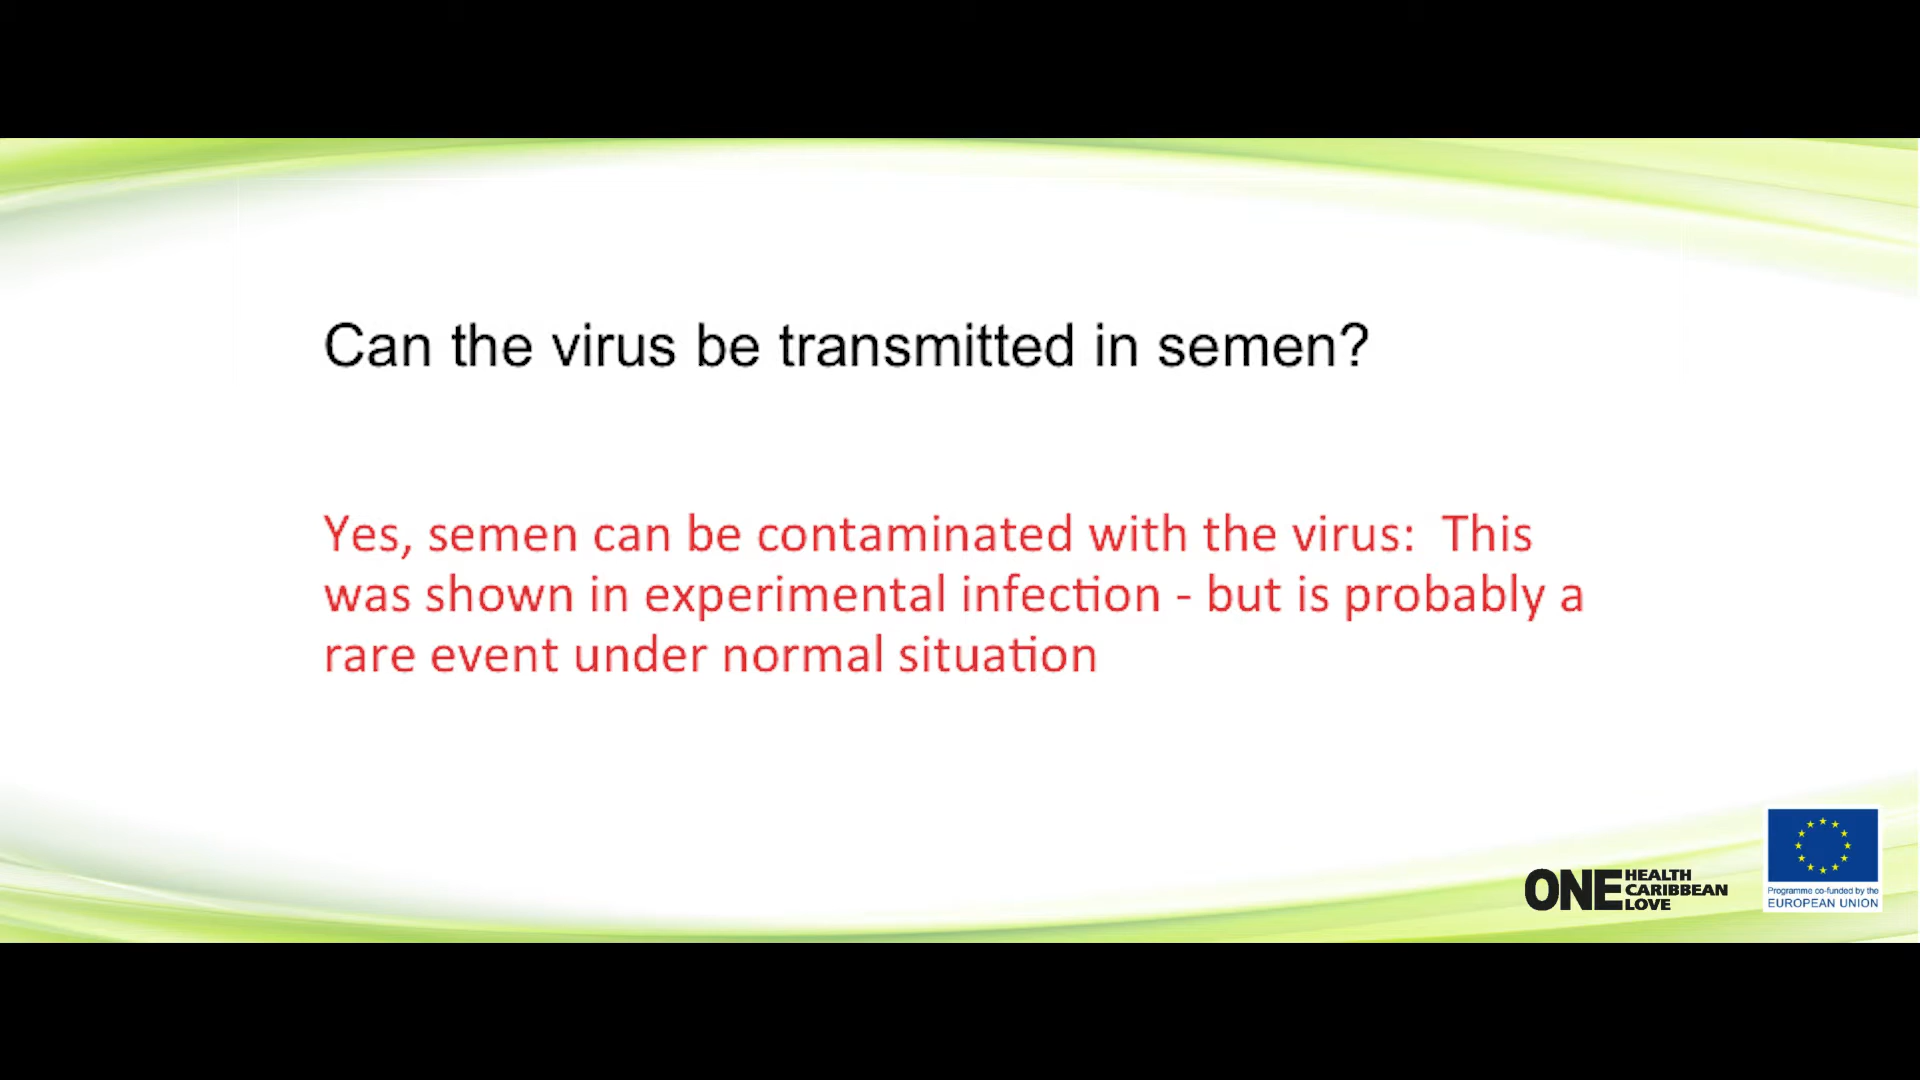 Can the virus be transmitted in semen?
Yes, semen can be contaminated with the virus:  This
was shown in experimental infection - but is probably a
rare event under normal situation
ONE HEALTH
CARIBBEAN
LOVE
Programme co-funded by the
EUROPEAN UNION